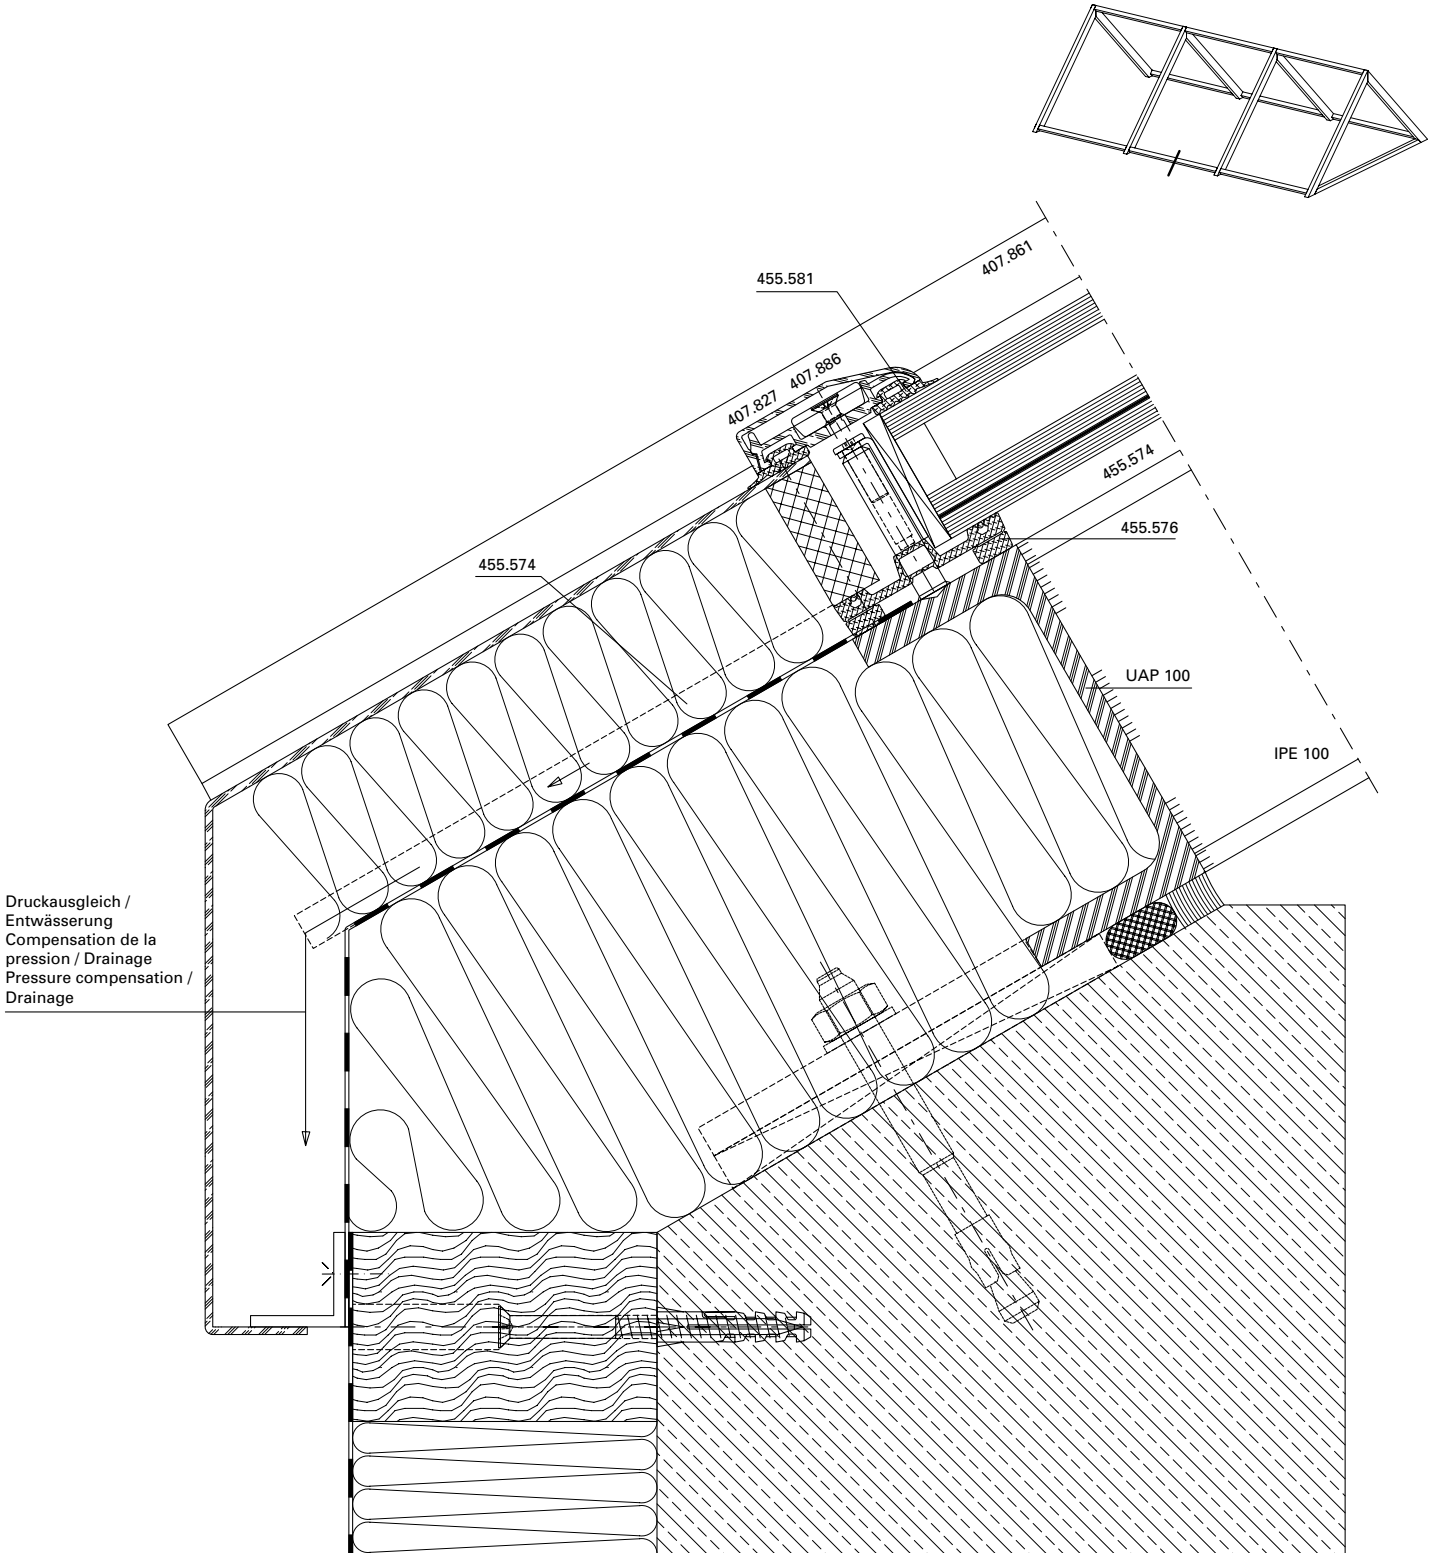 407.861
455.581
407.886
407.827
455.574
455.576
455.574
UAP 100
IPE 100
Druckausgleich /
Entwässerung
Compensation de la
pression / Drainage
Pressure compensation /
Drainage